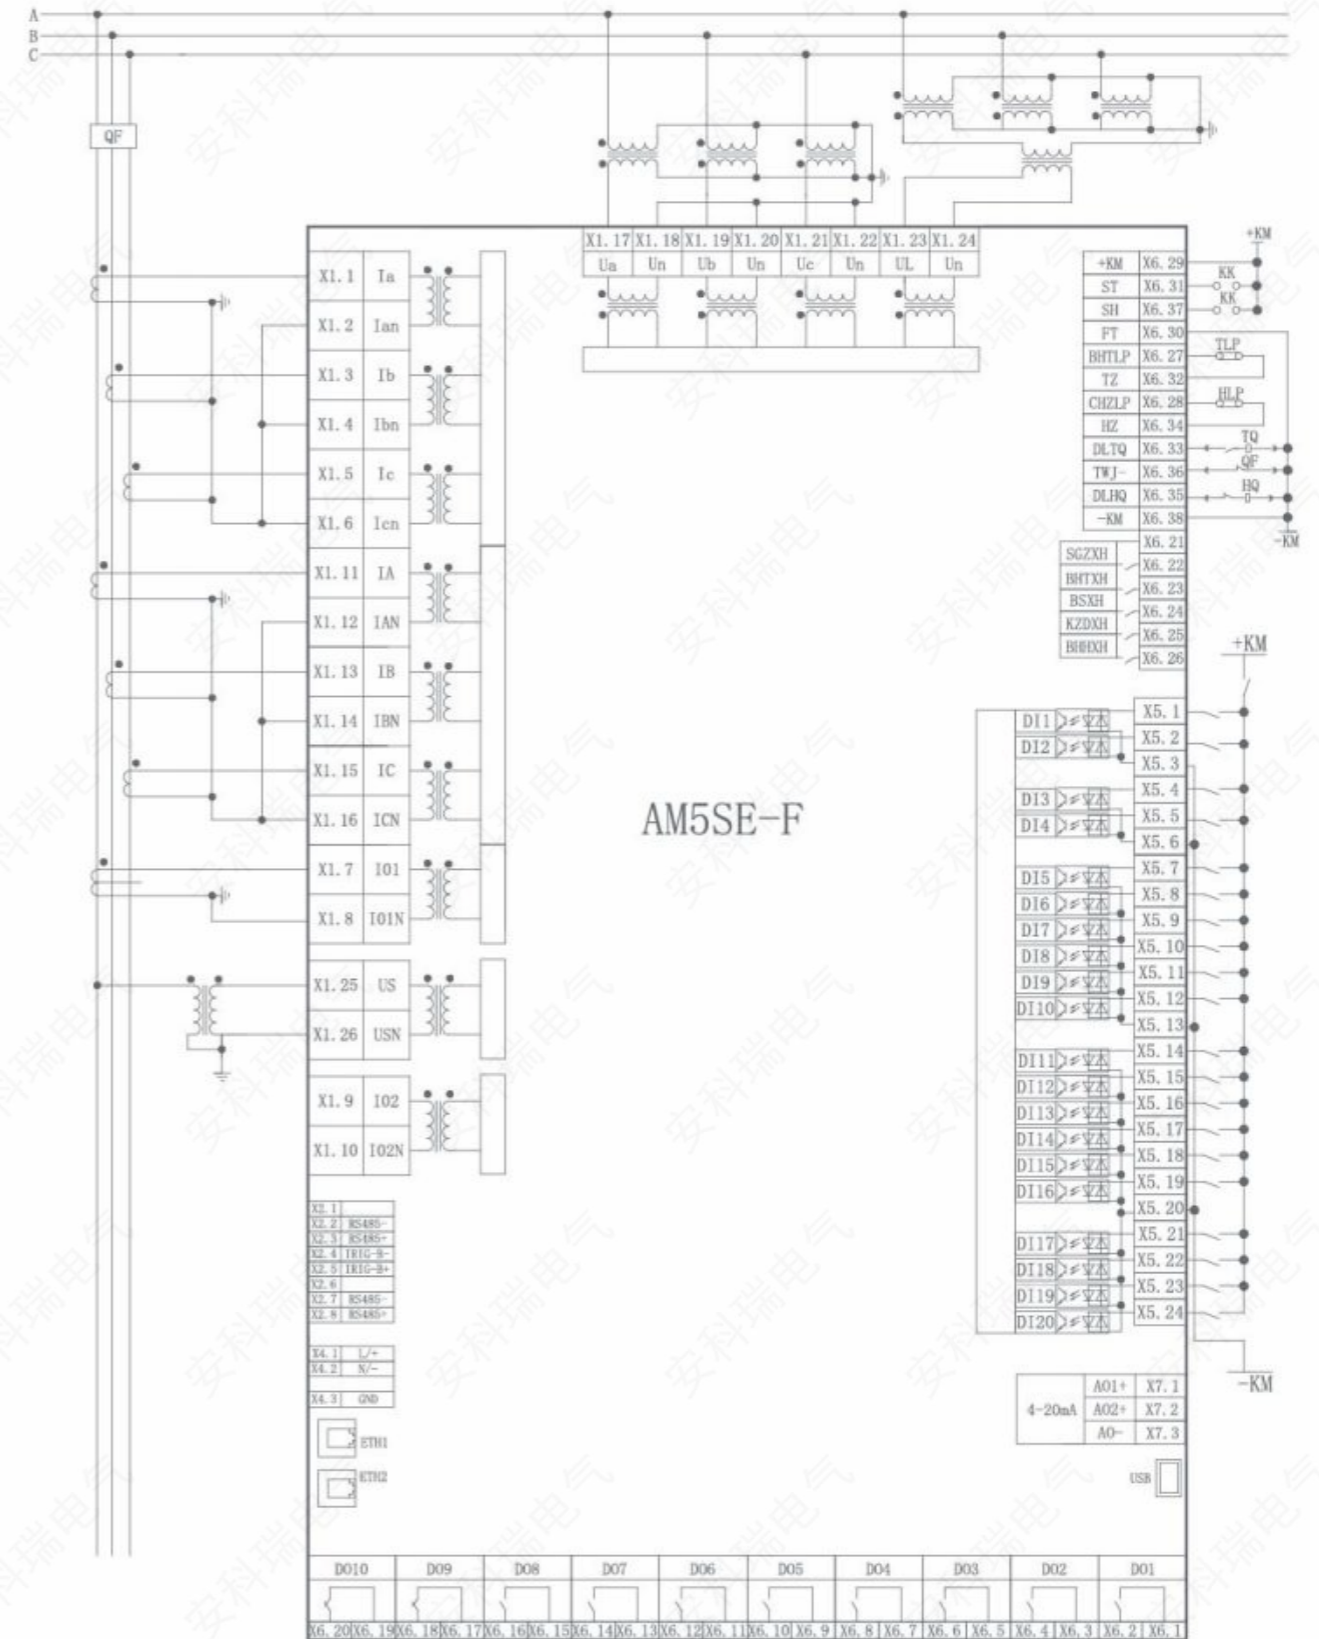 A
B
C
QF
X1.17 X1.18 X1.19 X1.20 X1.21 X1.22 X1.23 X1.24
Ua Un Ub Un Uc Un UL Un
X1.1 Ia
X1.2 Ian
X1.3 Ib
X1.4 Ibn
X1.5 Ic
X1.6 Icn
X1.11 IA
X1.12 IAN
X1.13 IB
X1.14 IBN
X1.15 IC
X1.16 ICN
X1.7 I01
X1.8 I01N
X1.25 US
X1.26 USN
X1.9 I02
X1.10 I02N
X2.1
X2.2 RS485-
X2.3 RS485+
X2.4 IRIG-B-
X2.5 IRIG-B+
X2.6
X2.7 RS485-
X2.8 RS485+
X4.1 L/+
X4.2 N/-
X4.3 GND
ETH1
ETH2
AM5SE-F
+KM
+KM X6.29
KK
ST X6.31
KK
SH X6.37
FT X6.30
BHTLP X6.27 TLP
TZ X6.32
CHZLP X6.28 HLP
HZ X6.34
DLTQ X6.33 TQ
TWJ- X6.36 QF
DLHQ X6.35 HQ
-KM X6.38
-KM
X6.21
SGZXH X6.22
BHTXH X6.23
BSXH X6.24
KZDXH X6.25
BHHXH X6.26
+KM
DI1 X5.1
DI2 X5.2
X5.3
DI3 X5.4
DI4 X5.5
X5.6
DI5 X5.7
DI6 X5.8
DI7 X5.9
DI8 X5.10
DI9 X5.11
DI10 X5.12
X5.13
DI11 X5.14
DI12 X5.15
DI13 X5.16
DI14 X5.17
DI15 X5.18
DI16 X5.19
X5.20
DI17 X5.21
DI18 X5.22
DI19 X5.23
DI20 X5.24
-KM
4-20mA
AO1+ X7.1
AO2+ X7.2
AO- X7.3
USB
DO10 DO9 DO8 DO7 DO6 DO5 DO4 DO3 DO2 DO1
X6.20 X6.19 X6.18 X6.17 X6.16 X6.15 X6.14 X6.13 X6.12 X6.11 X6.10 X6.9 X6.8 X6.7 X6.6 X6.5 X6.4 X6.3 X6.2 X6.1
安科瑞电气